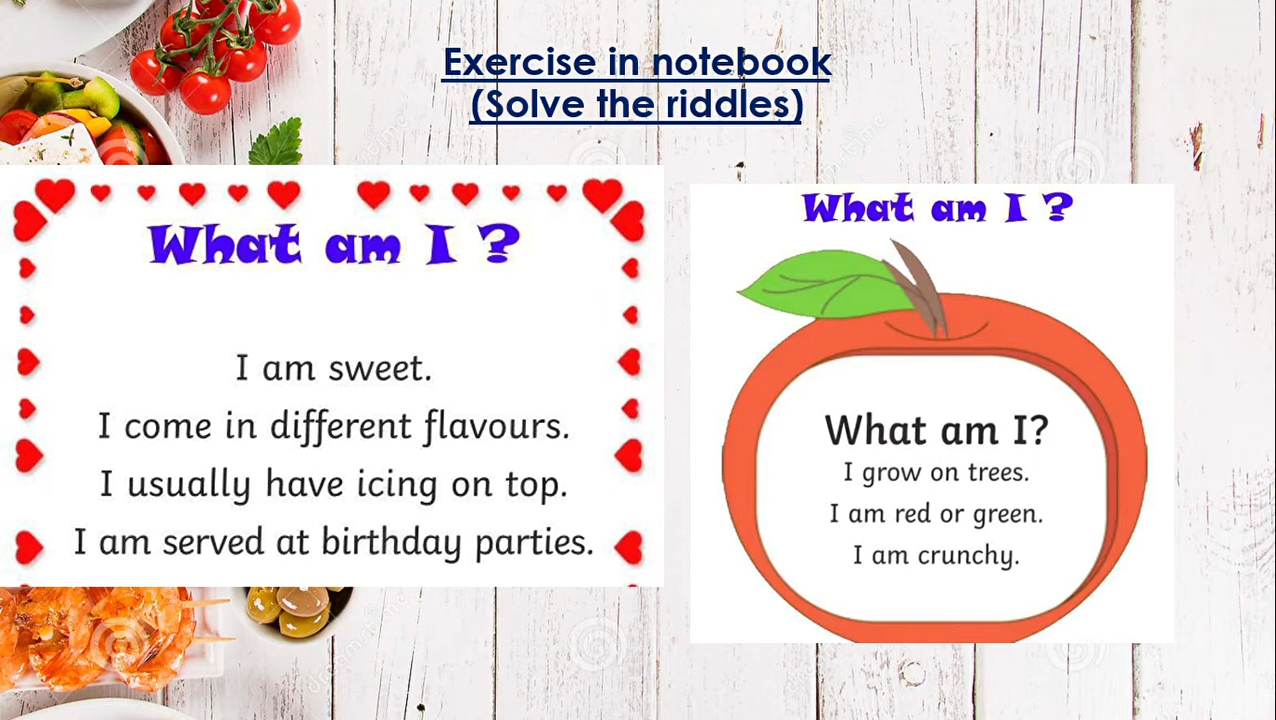 Exercise in notebook
(Solve the riddles)
What am I ?
I am sweet.
I come in different flavours.
I usually have icing on top.
I am served at birthday parties.
What am I ?
What am I?
I grow on trees.
I am red or green.
I am crunchy.